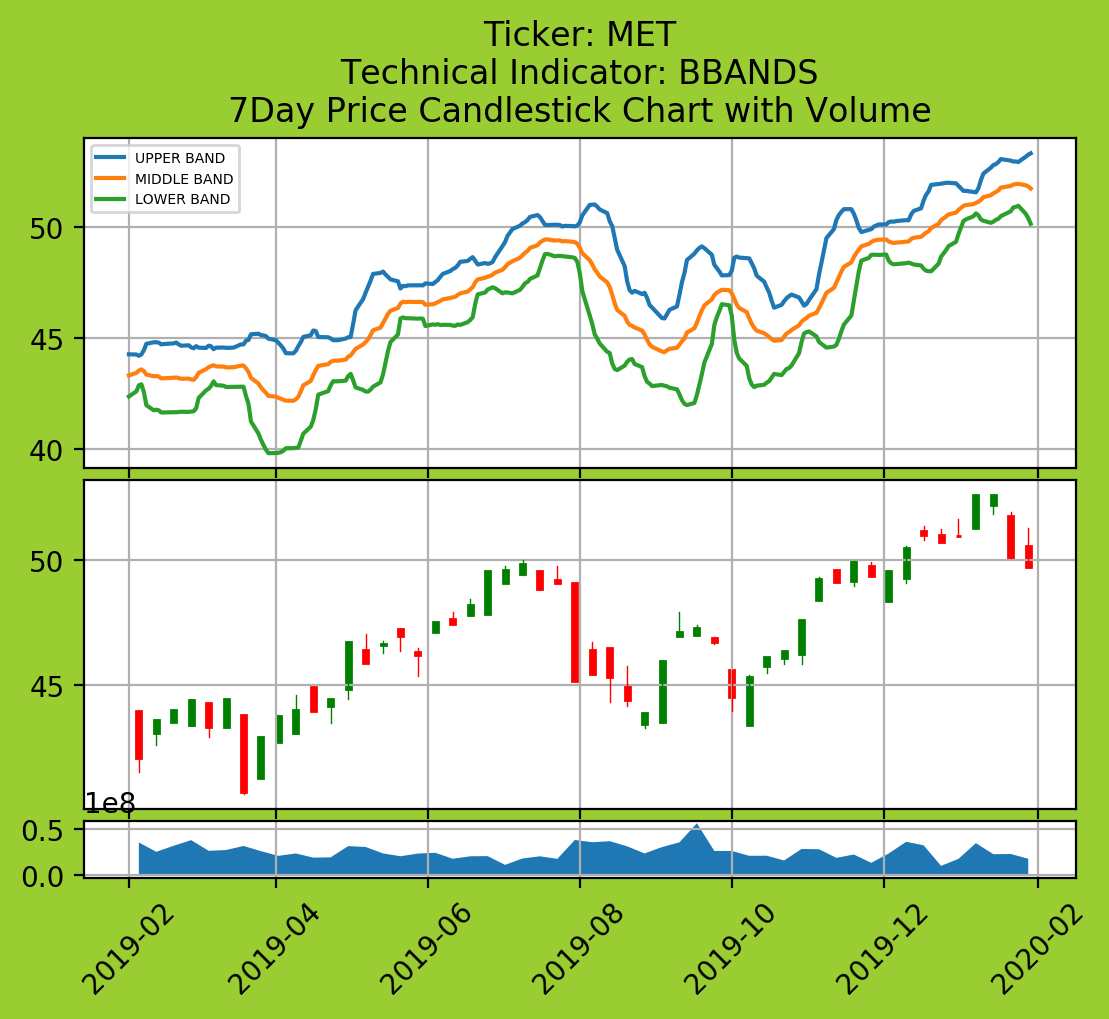 Ticker: MET
Technical Indicator: BBANDS
7Day Price Candlestick Chart with Volume
UPPER BAND
MIDDLE BAND
LOWER BAND
50
45
40
50
45
1e8
0.5
0.0
2019-02
2019-04
2019-06
2019-08
2019-10
2019-12
2020-02